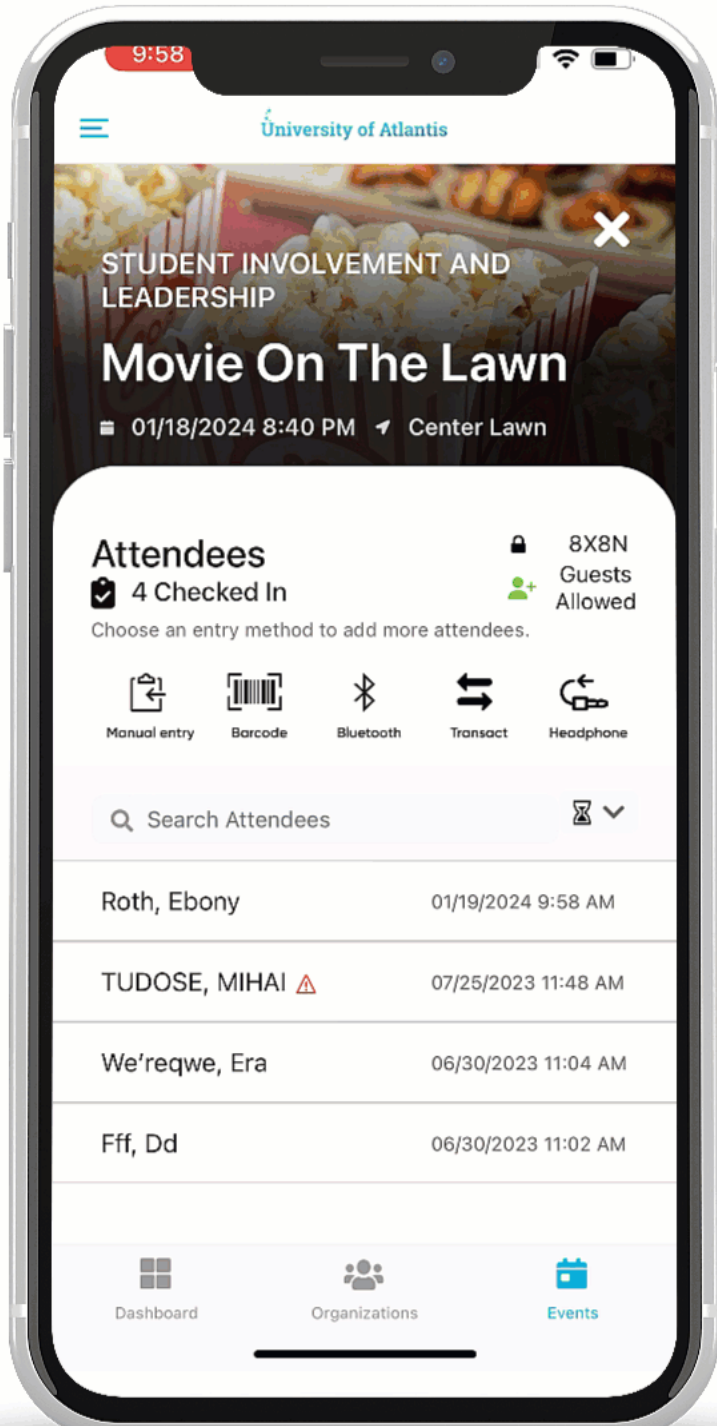 9:58
University of Atlantis
STUDENT INVOLVEMENT AND
LEADERSHIP
Movie On The Lawn
01/18/2024 8:40 PM Center Lawn
Attendees
8X8N
4 Checked In
Guests
Allowed
Choose an entry method to add more attendees.
Manual entry Barcode Bluetooth Transact Headphone
Search Attendees
Roth, Ebony 01/19/2024 9:58 AM
TUDOSE, MIHAI 07/25/2023 11:48 AM
We'reqwe, Era 06/30/2023 11:04 AM
Fff, Dd 06/30/2023 11:02 AM
Dashboard Organizations Events